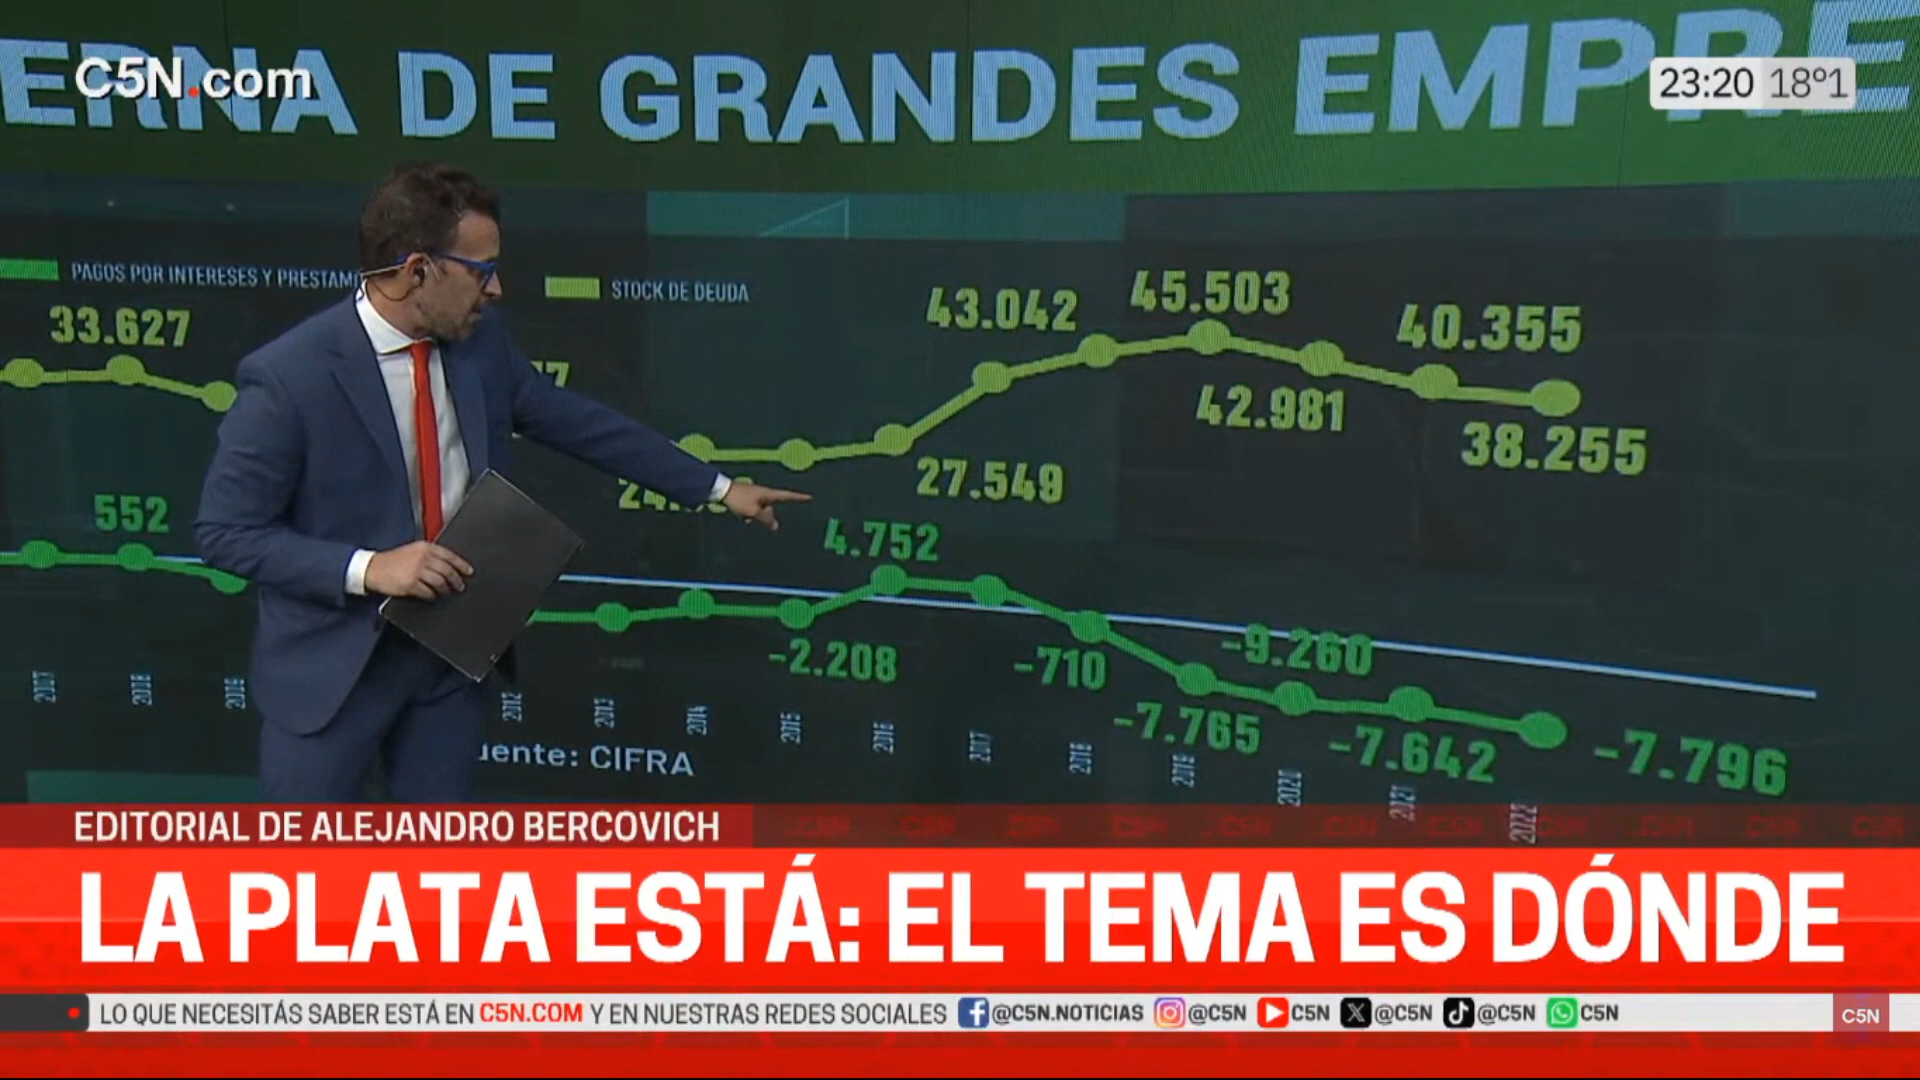 ERNA DE GRANDES EMPRE
C5N.com
23:20 18º1
PAGOS POR INTERESES Y PRESTAM
STOCK DE DEUDA
33.627
43.042
45.503
40.355
42.981
38.255
27.549
552
4.752
-2.208
-710
-9.260
-7.765
-7.642
-7.796
2007
2008
2009
2012
2013
2014
2015
2016
2017
2018
2019
2020
2021
2022
uente: CIFRA
EDITORIAL DE ALEJANDRO BERCOVICH
LA PLATA ESTÁ: EL TEMA ES DÓNDE
LO QUE NECESITÁS SABER ESTÁ EN C5N.COM Y EN NUESTRAS REDES SOCIALES @C5N.NOTICIAS @C5N C5N @C5N @C5N C5N
C5N